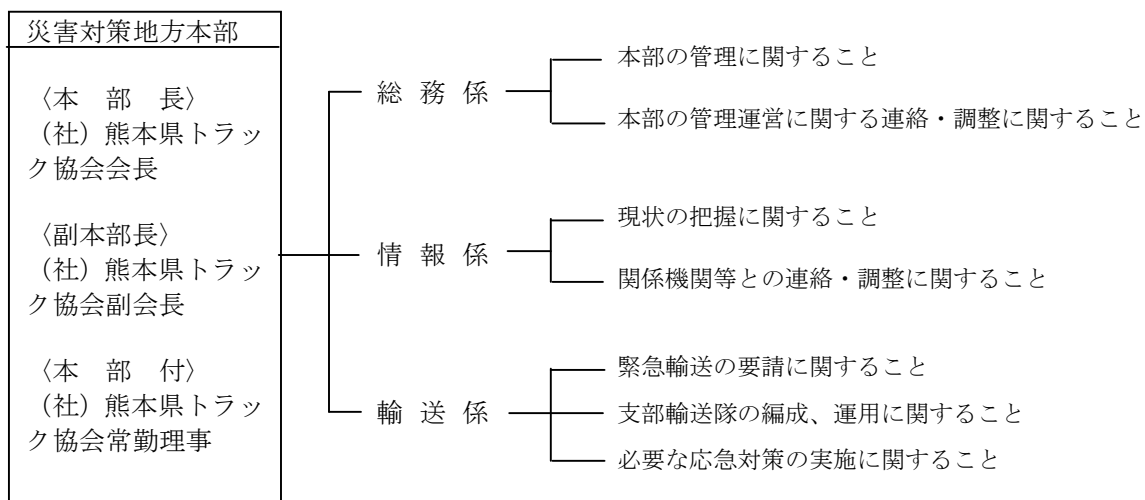 災害対策地方本部
〈本　部　長〉
（社）熊本県トラッ
ク協会会長
〈副本部長〉
（社）熊本県トラッ
ク協会副会長
〈本　部　付〉
（社）熊本県トラッ
ク協会常勤理事
総 務 係
本部の管理に関すること
本部の管理運営に関する連絡・調整に関すること
情 報 係
現状の把握に関すること
関係機関等との連絡・調整に関すること
輸 送 係
緊急輸送の要請に関すること
支部輸送隊の編成、運用に関すること
必要な応急対策の実施に関すること